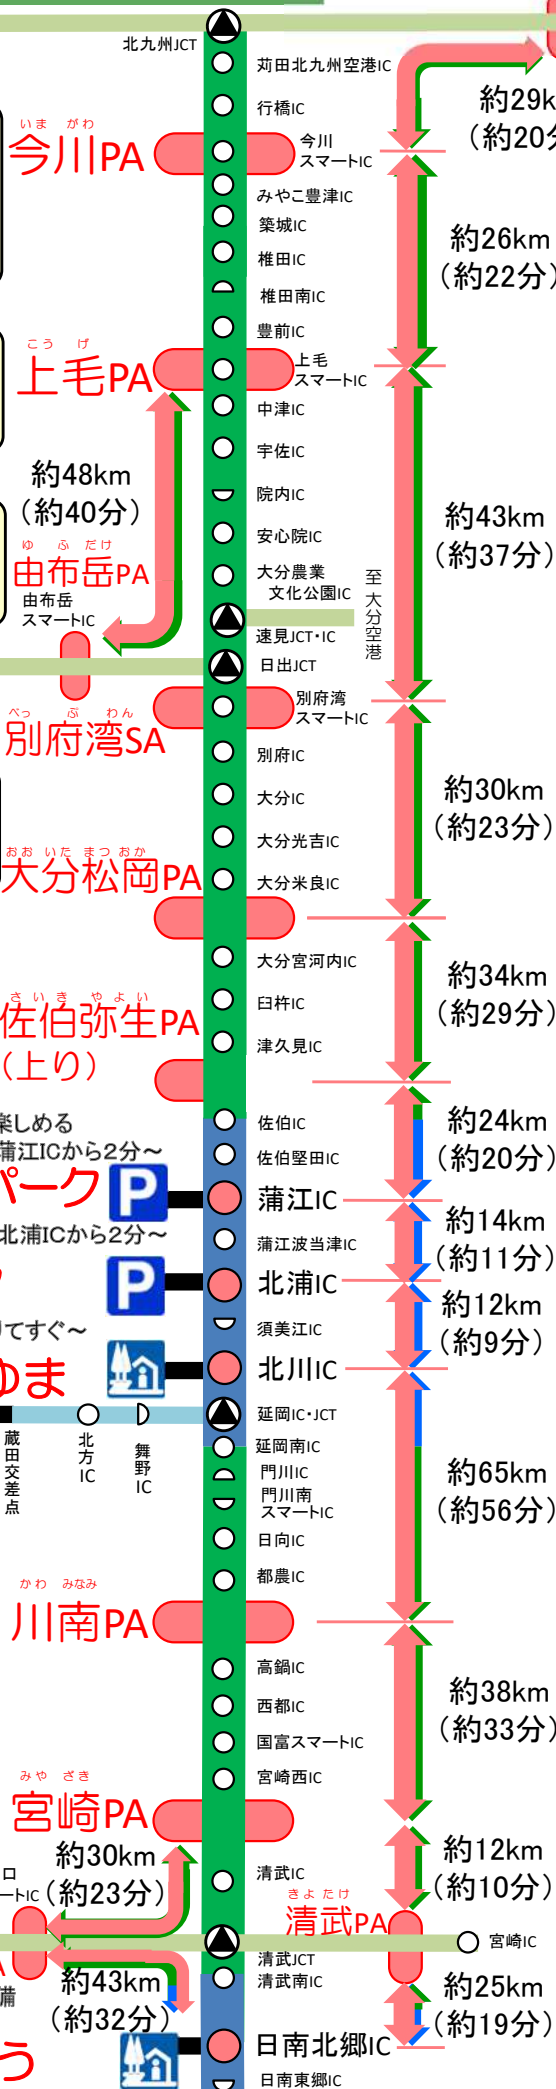 北九州JCT
苅田北九州空港IC
行橋IC
約29k
（約20分
いま がわ
今川PA
今川
スマートIC
みやこ豊津IC
築城IC
椎田IC
約26km
（約22分）
椎田南IC
豊前IC
こう げ
上毛PA
上毛
スマートIC
中津IC
宇佐IC
約48km
（約40分）
院内IC
約43km
（約37分）
安心院IC
ゆ ふ だけ
由布岳PA
由布岳
スマートIC
大分農業
文化公園IC
至 大分空港
速見JCT・IC
日出JCT
べっ ぷ わん
別府湾SA
別府湾
スマートIC
別府IC
大分IC
約30km
（約23分）
大分光吉IC
おお いた まつ おか
大分松岡PA
大分米良IC
大分宮河内IC
約34km
（約29分）
さ い き や よ い
佐伯弥生PA
（上り）
臼杵IC
津久見IC
楽しめる
佐伯IC
約24km
（約20分）
蒲江ICから2分～
佐伯堅田IC
パーク
P
蒲江IC
約14km
（約11分）
北浦ICから2分～
蒲江波当津IC
P
北浦IC
約12km
（約9分）
りてすぐ～
須美江IC
ゆま
北川IC
蔵田交差点
北方IC
舞野IC
延岡IC・JCT
延岡南IC
門川IC
約65km
（約56分）
門川南
スマートIC
日向IC
都農IC
かわ みなみ
川南PA
高鍋IC
西都IC
約38km
（約33分）
国富スマートIC
宮崎西IC
みや ざき
宮崎PA
約30km
（約23分）
ロ
ートIC
清武IC
約12km
（約10分）
きよ たけ
清武PA
宮崎IC
清武JCT
清武南IC
A
備
約43km
（約32分）
約25km
（約19分）
う
日南北郷IC
日南東郷IC